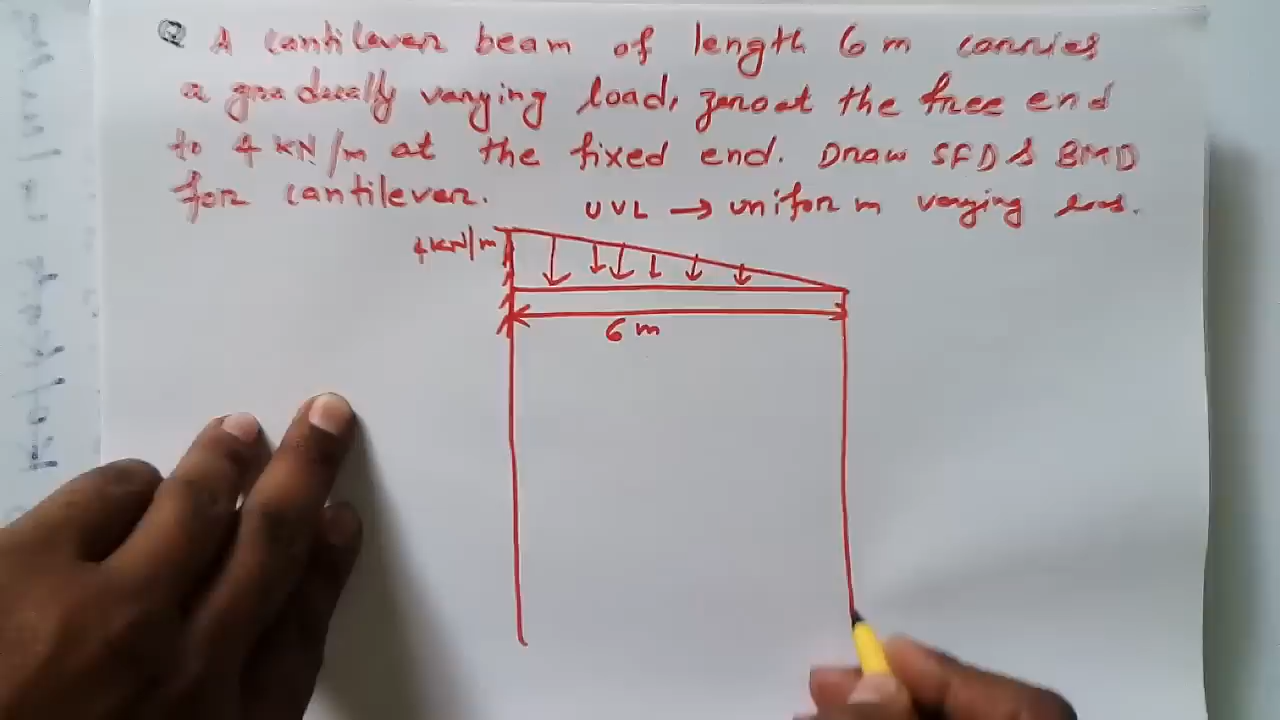 Q A cantilever beam of length 6 m carries
a gradually varying load, zero at the free end
to 4 KN/m at the fixed end. Draw SFD & BMD
for cantilever.
UVL → uniform varying load.
4KN/m
6 m